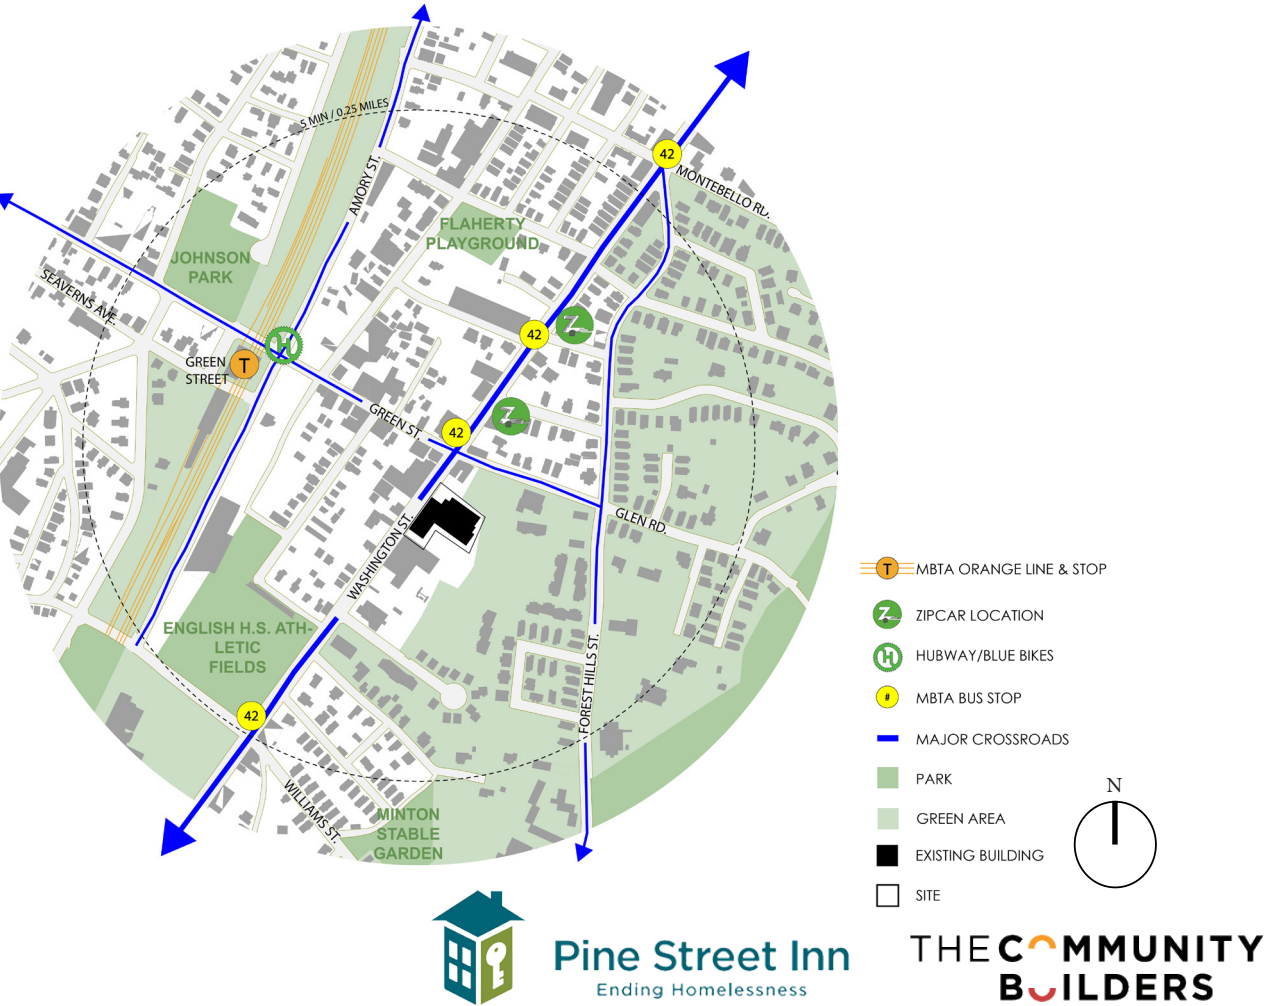 5 MIN / 0.25 MILES
AMORY ST.
42
MONTEBELLO RD.
FLAHERTY
PLAYGROUND
JOHNSON
PARK
SEAVERNS AVE.
42
Z
H
GREEN
STREET
T
GREEN ST.
42
Z
GLEN RD.
WASHINGTON ST.
ENGLISH H.S. ATH-
LETIC
FIELDS
FOREST HILLS ST.
42
WILLIAMS ST.
MINTON
STABLE
GARDEN
T MBTA ORANGE LINE & STOP
Z ZIPCAR LOCATION
H HUBWAY/BLUE BIKES
# MBTA BUS STOP
MAJOR CROSSROADS
PARK
GREEN AREA
EXISTING BUILDING
SITE
N
Pine Street Inn
Ending Homelessness
THE COMMUNITY
BUILDERS